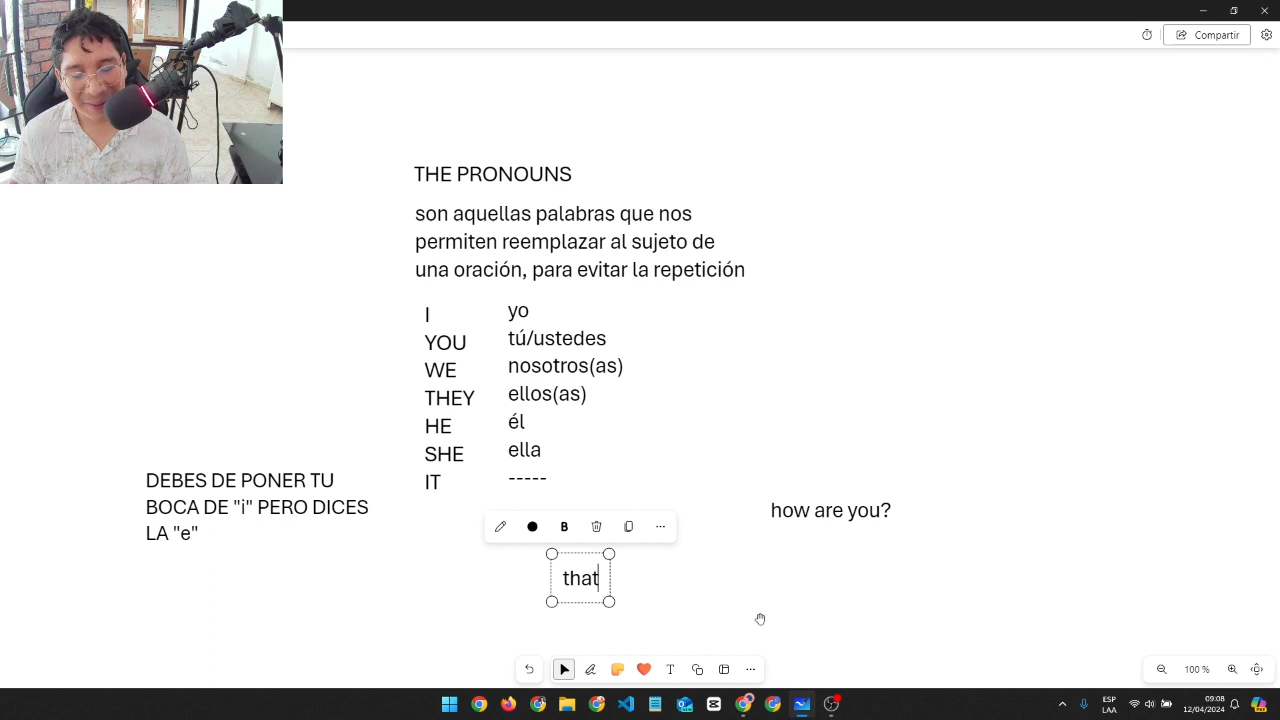 Compartir
THE PRONOUNS
son aquellas palabras que nos
permiten reemplazar al sujeto de
una oración, para evitar la repetición
I yo
YOU tú/ustedes
WE nosotros(as)
THEY ellos(as)
HE él
SHE ella
IT -----
DEBES DE PONER TU
BOCA DE "i" PERO DICES
LA "e"
how are you?
B
that
T
100 %
ESP
LAA
09:08
12/04/2024